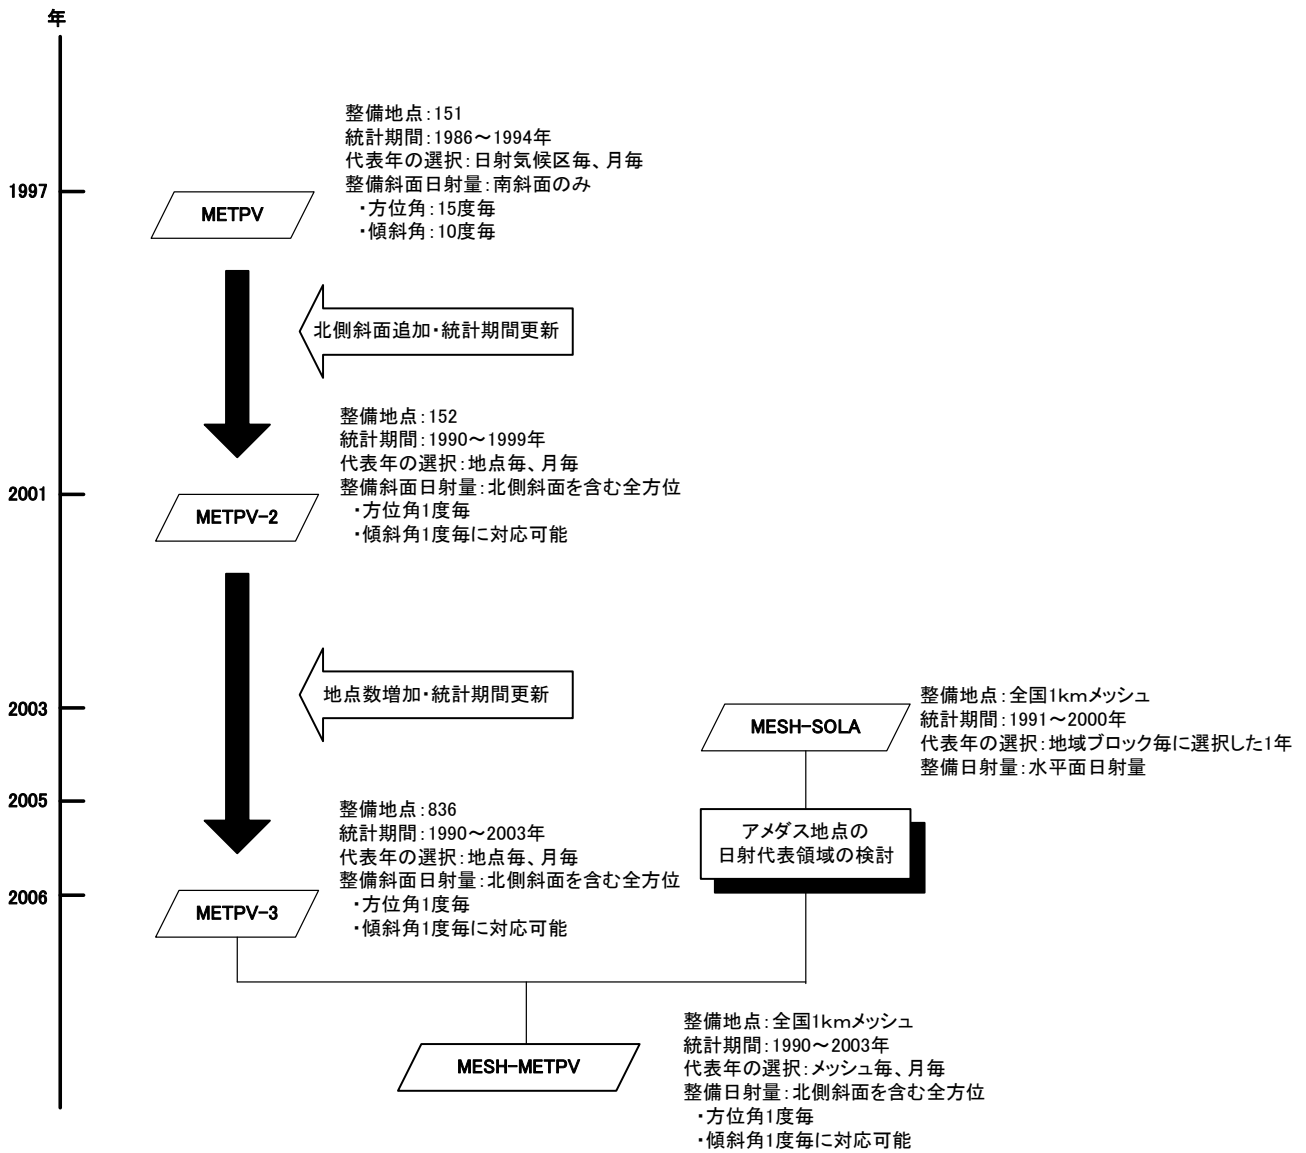 年
1997
整備地点：151
統計期間：1986～1994年
代表年の選択：日射気候区毎、月毎
整備斜面日射量：南斜面のみ
・方位角：15度毎
・傾斜角：10度毎
METPV
北側斜面追加・統計期間更新
2001
整備地点：152
統計期間：1990～1999年
代表年の選択：地点毎、月毎
整備斜面日射量：北側斜面を含む全方位
・方位角1度毎
・傾斜角1度毎に対応可能
METPV-2
地点数増加・統計期間更新
2003
MESH-SOLA
整備地点：全国1kmメッシュ
統計期間：1991～2000年
代表年の選択：地域ブロック毎に選択した1年
整備日射量：水平面日射量
2005
アメダス地点の
日射代表領域の検討
2006
整備地点：836
統計期間：1990～2003年
代表年の選択：地点毎、月毎
整備斜面日射量：北側斜面を含む全方位
・方位角1度毎
・傾斜角1度毎に対応可能
METPV-3
MESH-METPV
整備地点：全国1kmメッシュ
統計期間：1990～2003年
代表年の選択：メッシュ毎、月毎
整備日射量：北側斜面を含む全方位
・方位角1度毎
・傾斜角1度毎に対応可能